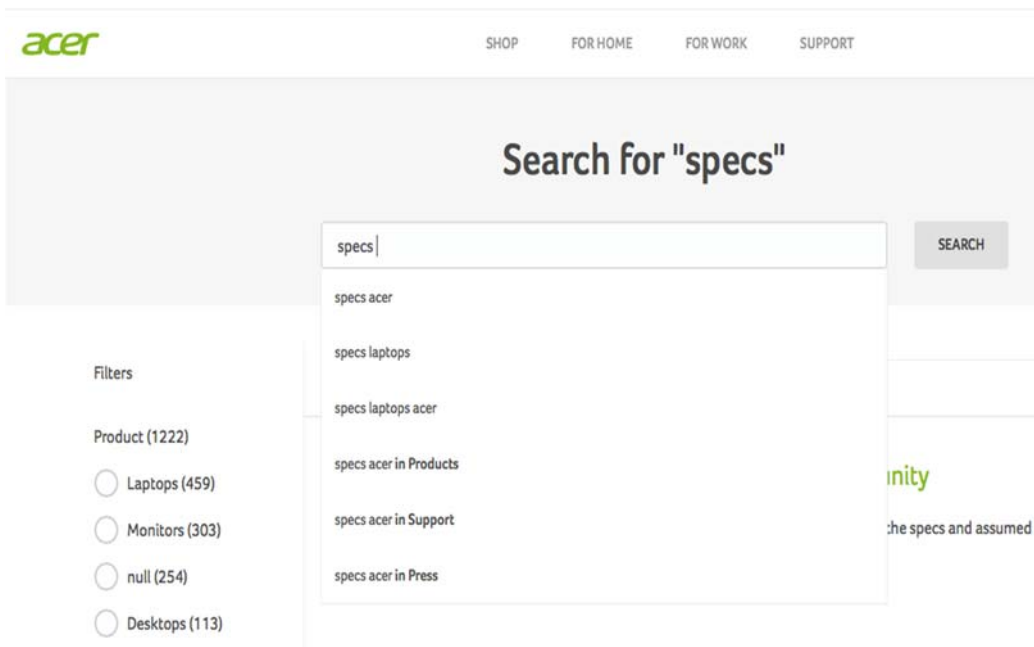 acer
SHOP FOR HOME FOR WORK SUPPORT
Search for "specs"
specs
SEARCH
specs acer
specs laptops
specs laptops acer
specs acer in Products
specs acer in Support
specs acer in Press
Filters
Product (1222)
Laptops (459)
Monitors (303)
null (254)
Desktops (113)
unity
the specs and assumed